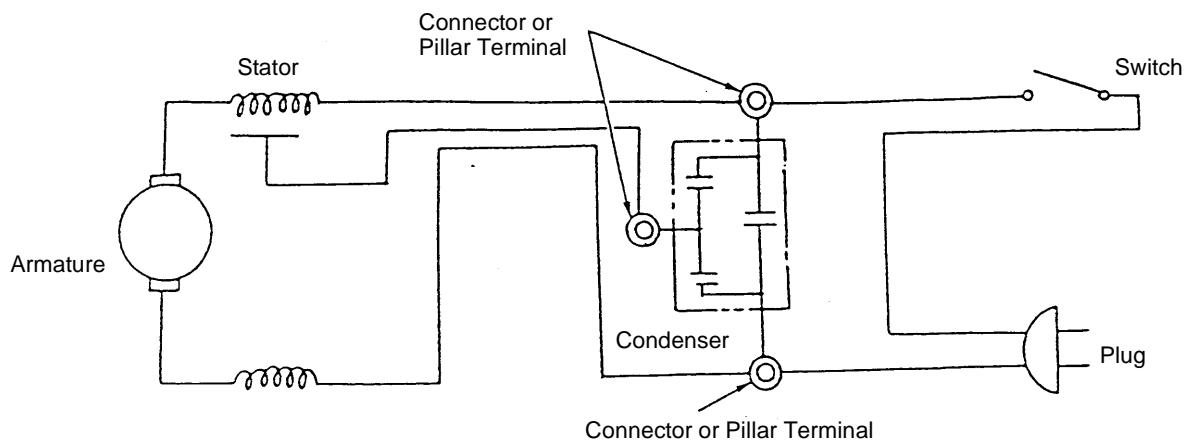 Connector or
Pillar Terminal
Stator
Switch
Armature
Condenser
Plug
Connector or Pillar Terminal